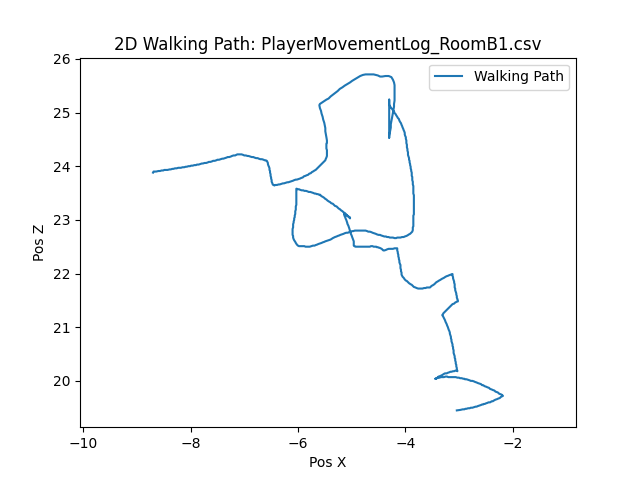 2D Walking Path: PlayerMovementLog_RoomB1.csv
Walking Path
Pos Z
26
25
24
23
22
21
20
−10 −8 −6 −4 −2
Pos X